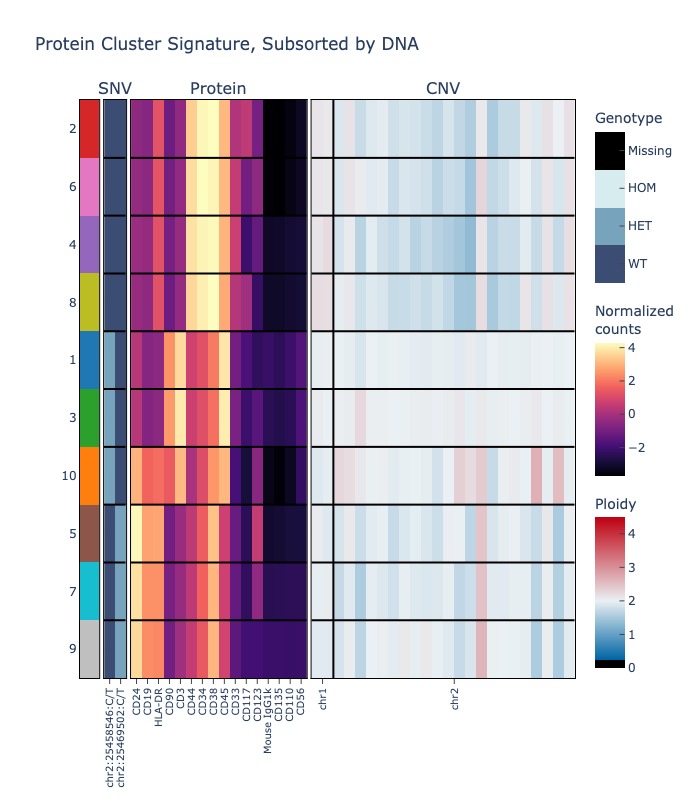 Protein Cluster Signature, Subsorted by DNA
SNV
Protein
CNV
2
6
4
8
1
3
10
5
7
9
chr2:25458546:C/T
chr2:25469502:C/T
CD24
CD19
HLA-DR
CD90
CD3
CD44
CD34
CD38
CD45
CD33
CD117
CD123
Mouse IgG1k
CD135
CD110
CD56
chr1
chr2
Genotype
Missing
HOM
HET
WT
Normalized
counts
4
2
0
−2
Ploidy
4
3
2
1
0